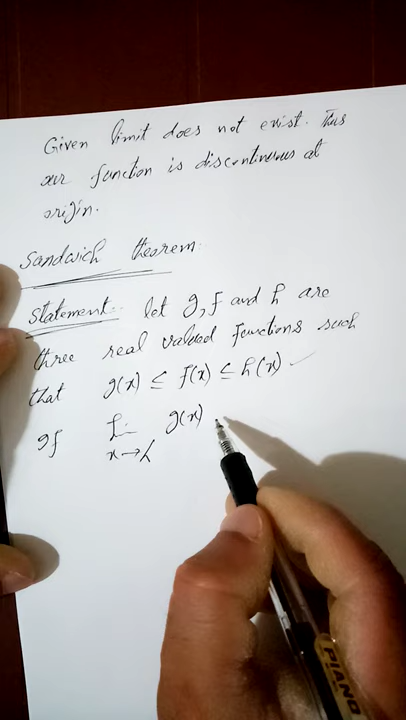 Given limit does not exist. Thus
our function is discontinuous at
origin.
Sandwich theorem.
Statement: let g, f and h are
three real valued functions such
that g(x) ≤ f(x) ≤ h(x) ✓
If Lim g(x)
x→
PIANO